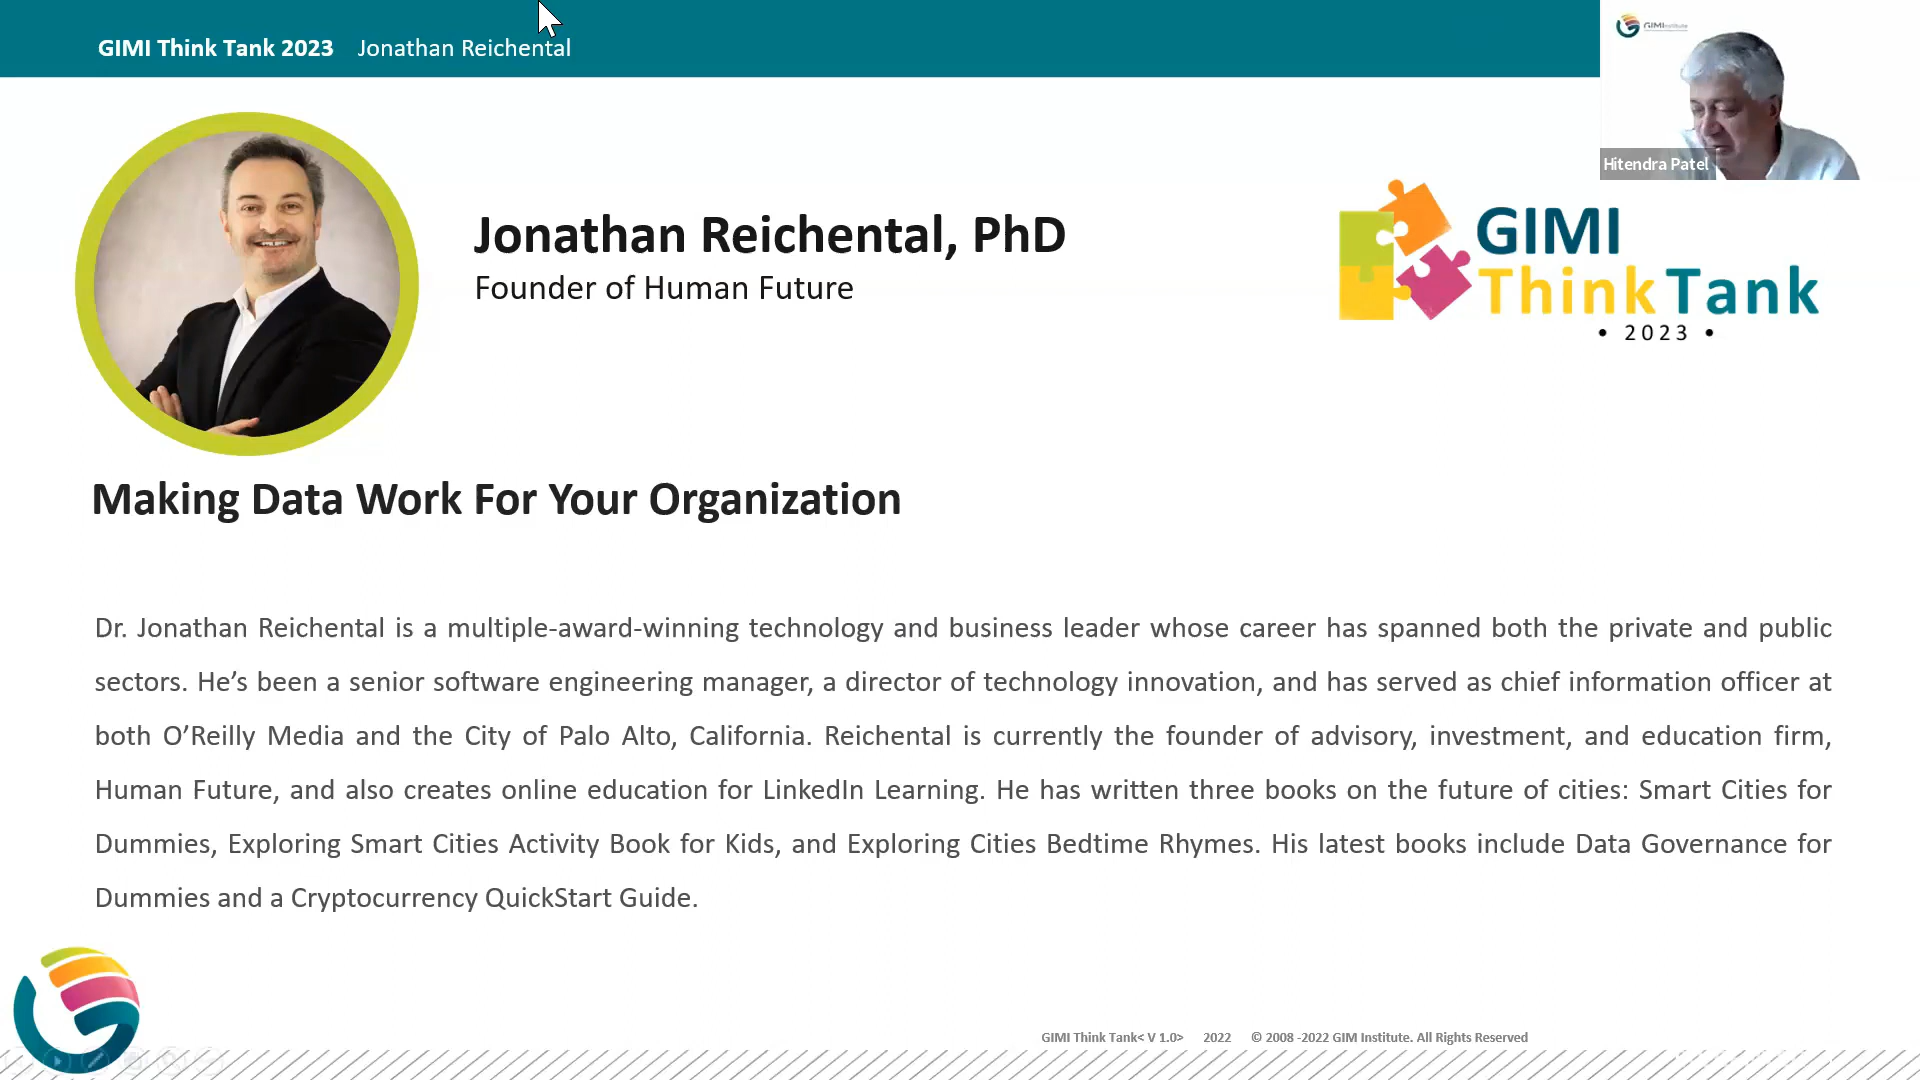 GIMI Think Tank 2023 Jonathan Reichental
GIMI Institute
Hitendra Patel
Jonathan Reichental, PhD
Founder of Human Future
GIMI
Think Tank
• 2023 •
Making Data Work For Your Organization
Dr. Jonathan Reichental is a multiple-award-winning technology and business leader whose career has spanned both the private and public
sectors. He’s been a senior software engineering manager, a director of technology innovation, and has served as chief information officer at
both O’Reilly Media and the City of Palo Alto, California. Reichental is currently the founder of advisory, investment, and education firm,
Human Future, and also creates online education for LinkedIn Learning. He has written three books on the future of cities: Smart Cities for
Dummies, Exploring Smart Cities Activity Book for Kids, and Exploring Cities Bedtime Rhymes. His latest books include Data Governance for
Dummies and a Cryptocurrency QuickStart Guide.
GIMI Think Tank< V 1.0> 2022 © 2008 -2022 GIM Institute. All Rights Reserved